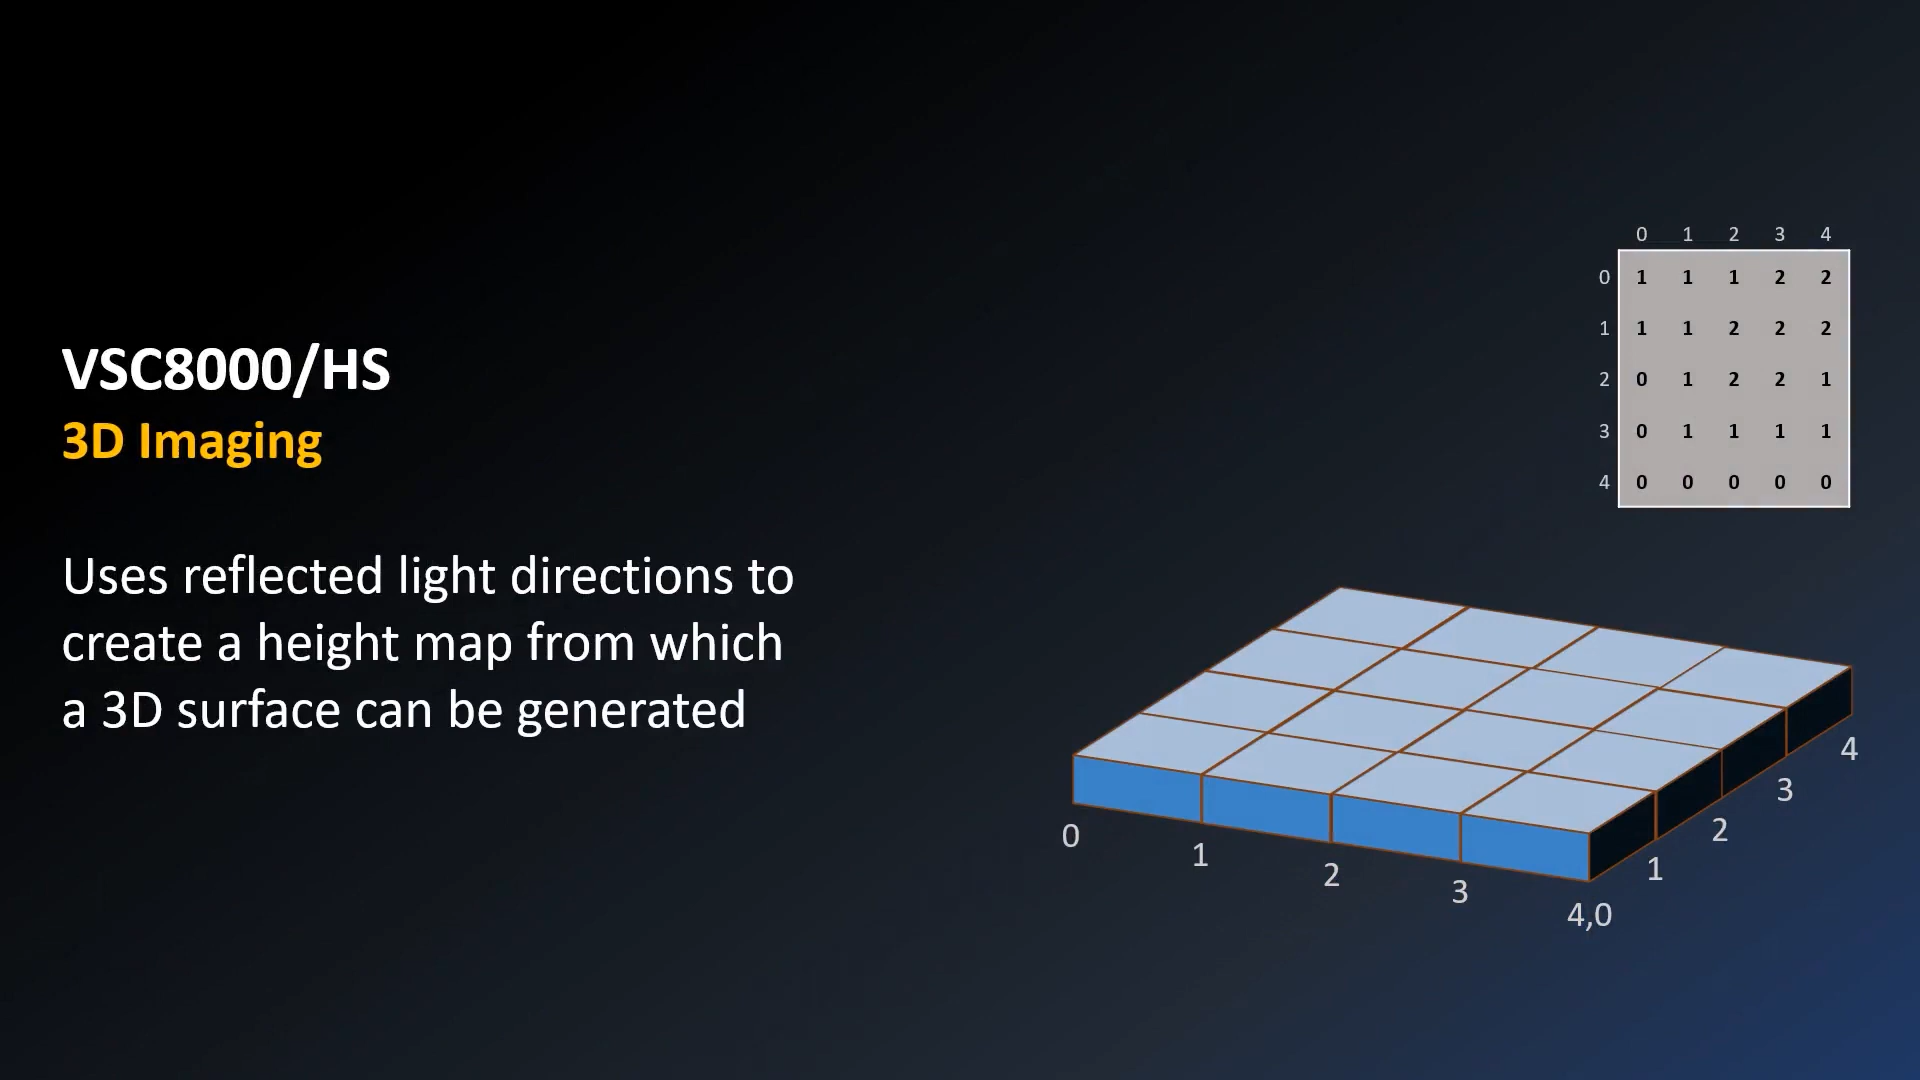 VSC8000/HS
3D Imaging
Uses reflected light directions to
create a height map from which
a 3D surface can be generated
0 1 2 3 4
0 1 1 1 2 2
1 1 1 2 2 2
2 0 1 2 2 1
3 0 1 1 1 1
4 0 0 0 0 0
0
1
2
3
4,0
1
2
3
4